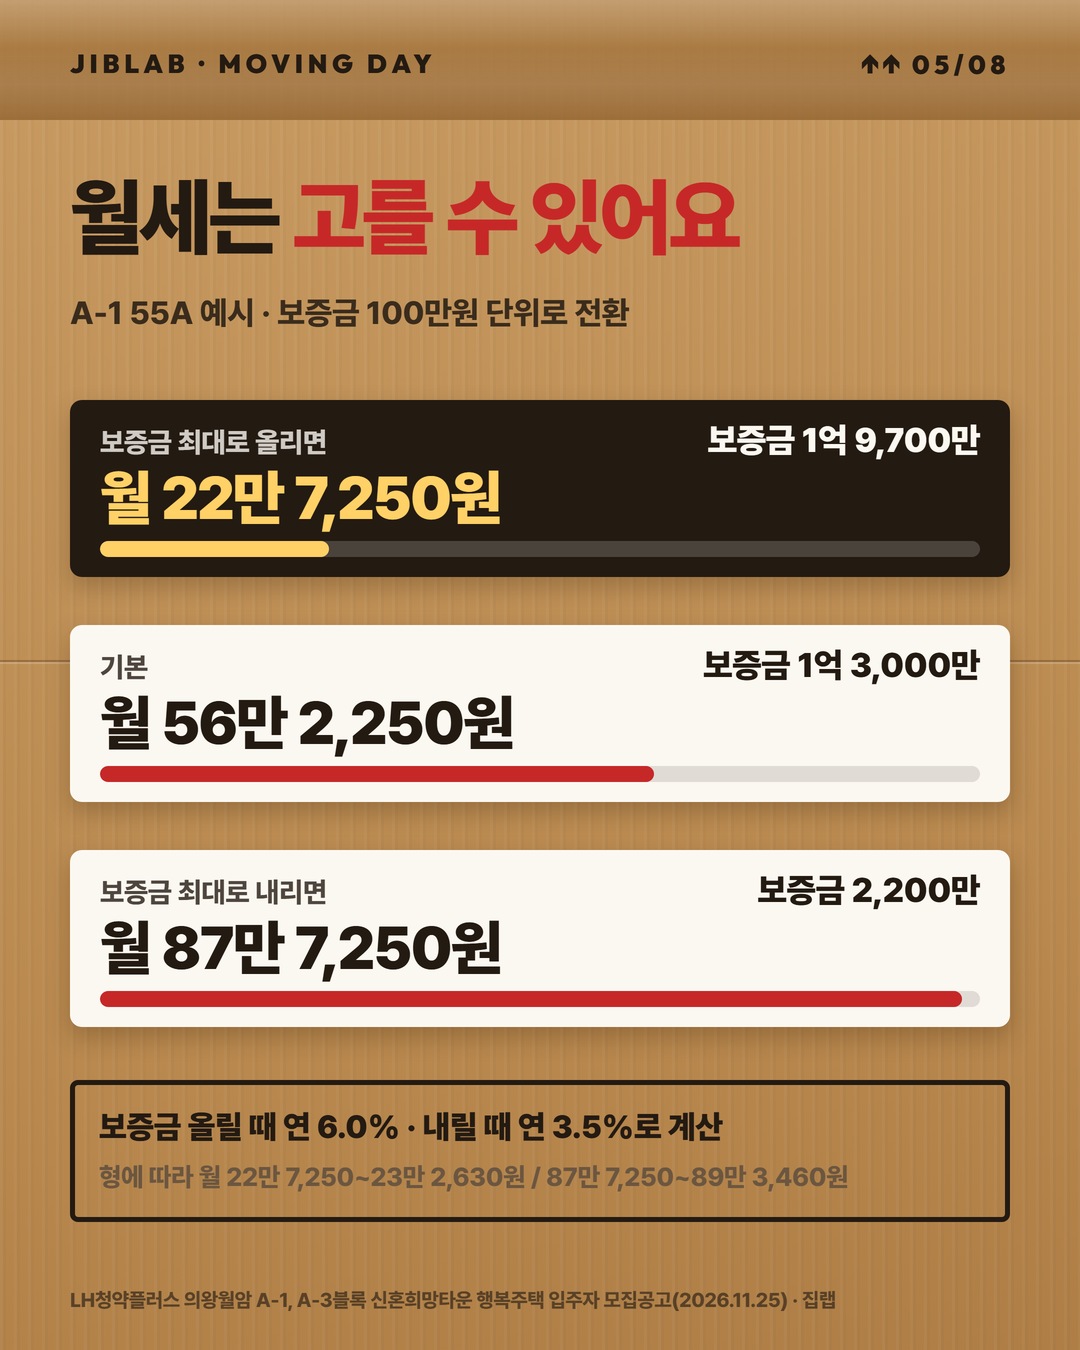 JIBLAB · MOVING DAY
05/08
월세는 고를 수 있어요
A-1 55A 예시 · 보증금 100만원 단위로 전환
보증금 최대로 올리면
보증금 1억 9,700만
월 22만 7,250원
기본
보증금 1억 3,000만
월 56만 2,250원
보증금 최대로 내리면
보증금 2,200만
월 87만 7,250원
보증금 올릴 때 연 6.0% · 내릴 때 연 3.5%로 계산
형에 따라 월 22만 7,250~23만 2,630원 / 87만 7,250~89만 3,460원
LH청약플러스 의왕월암 A-1, A-3블록 신혼희망타운 행복주택 입주자 모집공고(2026.11.25) · 집랩